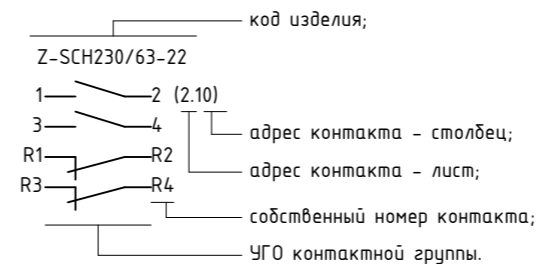 код изделия;
Z-SCH230/63-22
1 2 (2.10)
3 4
адрес контакта - столбец;
R1 R2
адрес контакта - лист;
R3 R4
собственный номер контакта;
УГО контактной группы.